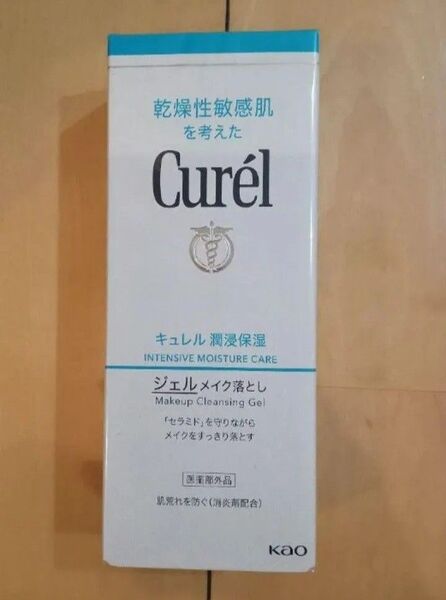 乾燥性敏感肌
を考えた
Curél
キュレル 潤浸保湿
INTENSIVE MOISTURE CARE
ジェルメイク落とし
Makeup Cleansing Gel
「セラミド」を守りながら
メイクをすっきり落とす
医薬部外品
肌荒れを防ぐ(消炎剤配合)
Kao